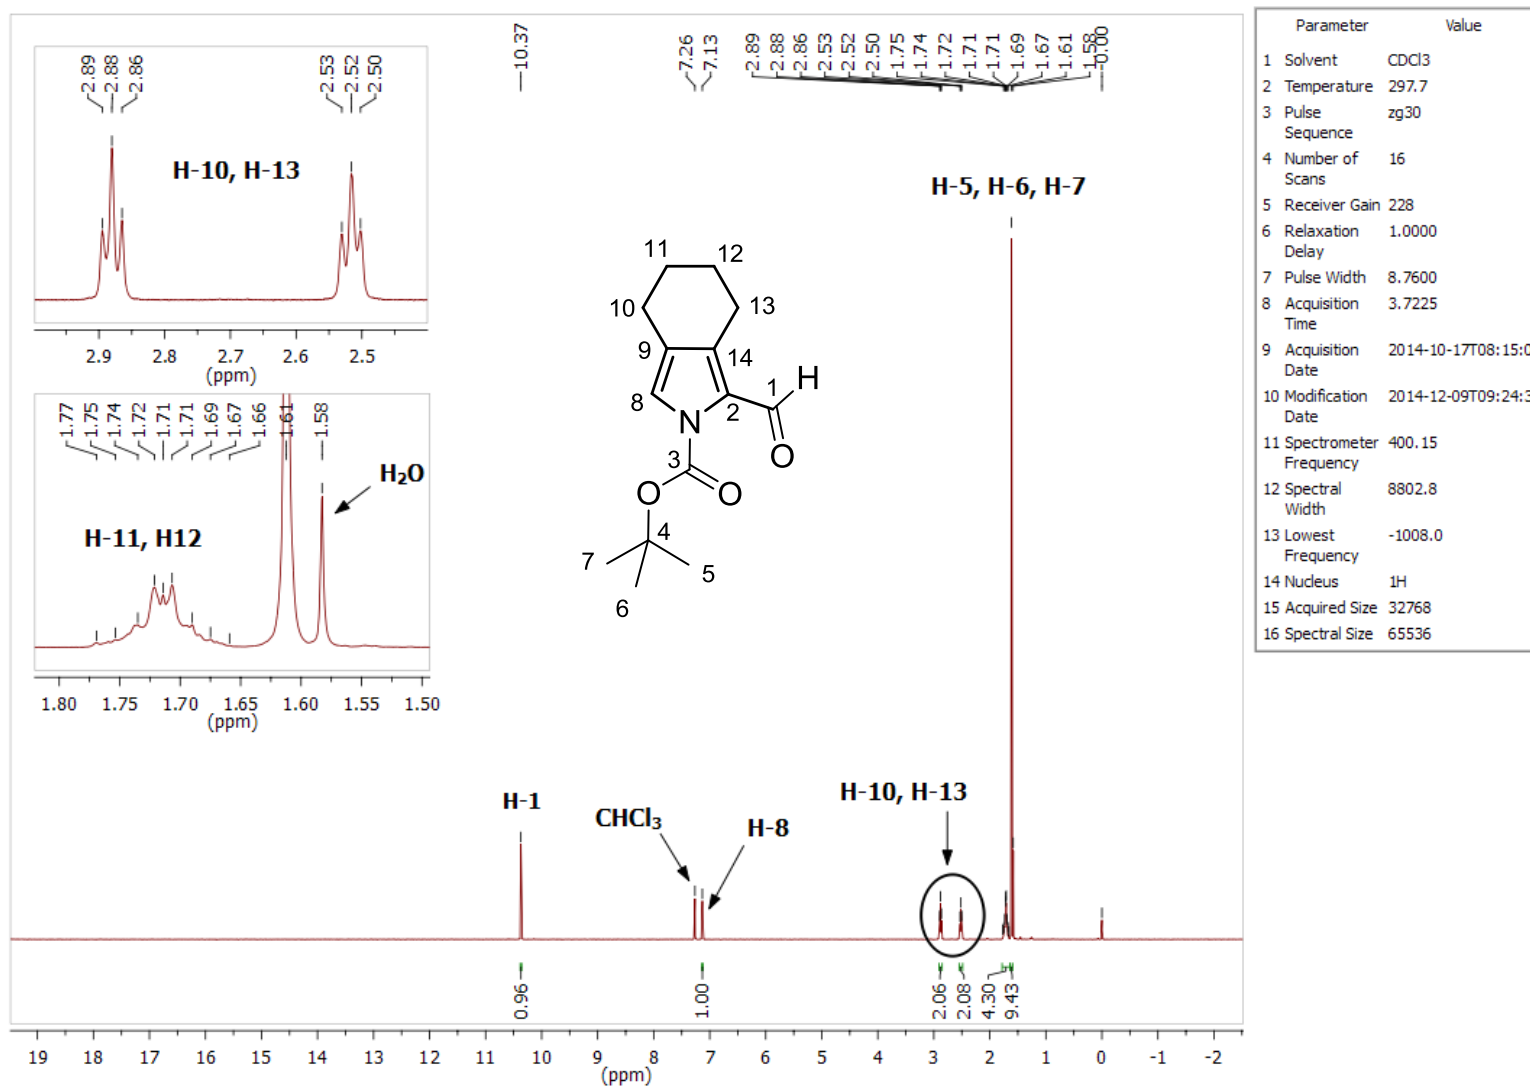 10.37
7.26
7.13
2.89
2.88
2.86
2.53
2.52
2.50
1.75
1.74
1.72
1.71
1.71
1.69
1.67
1.61
1.58
0.00
2.89
2.88
2.86
2.53
2.52
2.50
H-10, H-13
2.9 2.8 2.7 2.6 2.5
(ppm)
1.77
1.75
1.74
1.72
1.71
1.71
1.69
1.67
1.66
1.61
1.58
H₂O
H-11, H12
1.80 1.75 1.70 1.65 1.60 1.55 1.50
(ppm)
H-5, H-6, H-7
11 12
10 13
9 14
8 N 2 1 H
O
3
O O
4
7 5
6
H-1
CHCl₃
H-8
H-10, H-13
0.96
1.00
2.06
2.08
4.30
9.43
19 18 17 16 15 14 13 12 11 10 9 8 7 6 5 4 3 2 1 0 -1 -2
(ppm)
Parameter Value
1 Solvent CDCl3
2 Temperature 297.7
3 Pulse Sequence zg30
4 Number of Scans 16
5 Receiver Gain 228
6 Relaxation Delay 1.0000
7 Pulse Width 8.7600
8 Acquisition Time 3.7225
9 Acquisition Date 2014-10-17T08:15:0
10 Modification Date 2014-12-09T09:24:3
11 Spectrometer Frequency 400.15
12 Spectral Width 8802.8
13 Lowest Frequency -1008.0
14 Nucleus 1H
15 Acquired Size 32768
16 Spectral Size 65536